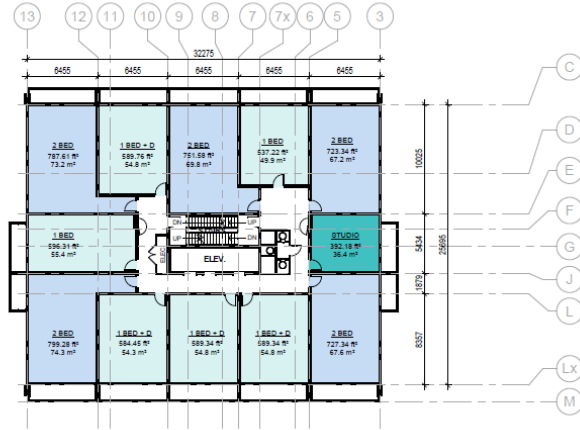 13 12 11 10 9 8 7 7x 6 5 3
32275
6455 6455 6455 6455 6455
C
D
E
F
G
J
L
Lx
M
10025
5434
1879
8357
25695
2 BED
787.61 ft²
73.2 m²
1 BED + D
589.76 ft²
54.8 m²
2 BED
751.58 ft²
69.8 m²
1 BED
537.22 ft²
49.9 m²
2 BED
723.34 ft²
67.2 m²
1 BED
596.31 ft²
55.4 m²
DN
UP
UP
DN
ELEC
ELEV.
STUDIO
392.18 ft²
36.4 m²
2 BED
799.28 ft²
74.3 m²
1 BED + D
584.45 ft²
54.3 m²
1 BED + D
589.34 ft²
54.8 m²
1 BED + D
589.34 ft²
54.8 m²
2 BED
727.34 ft²
67.6 m²